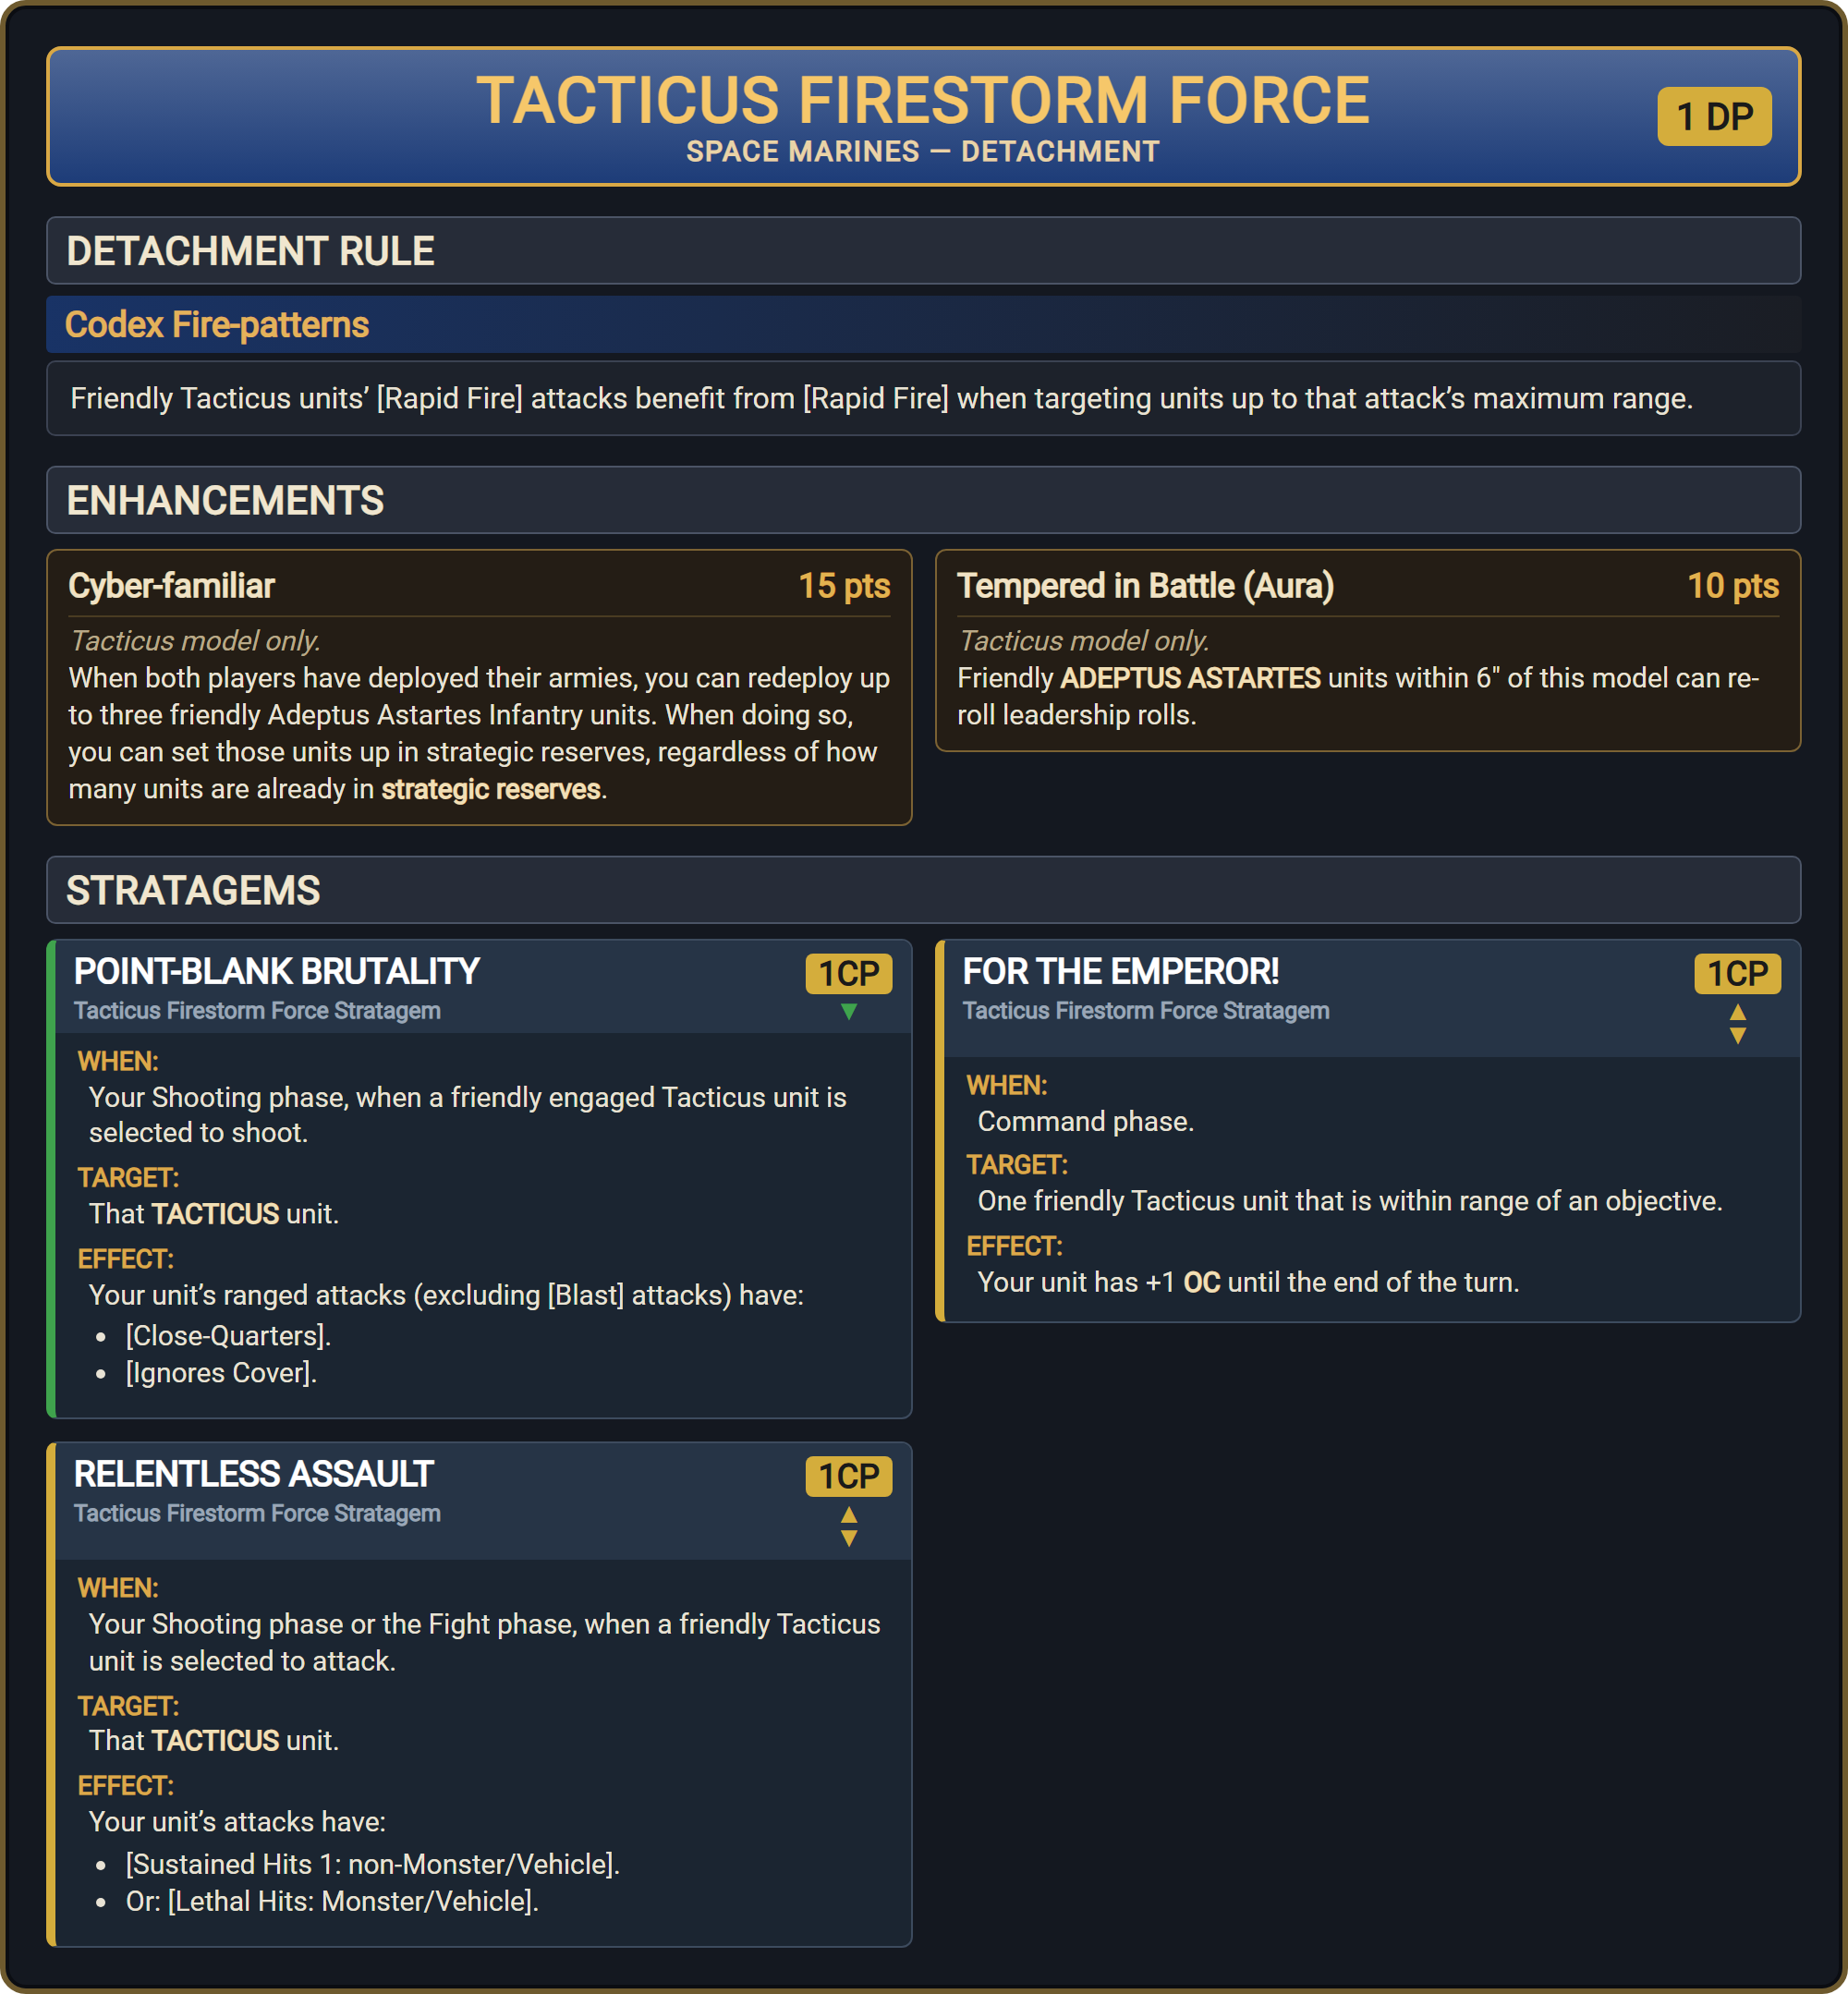 TACTICUS FIRESTORM FORCE
SPACE MARINES — DETACHMENT
1 DP
DETACHMENT RULE
Codex Fire-patterns
Friendly Tacticus units’ [Rapid Fire] attacks benefit from [Rapid Fire] when targeting units up to that attack’s maximum range.
ENHANCEMENTS
Cyber-familiar
15 pts
Tacticus model only.
When both players have deployed their armies, you can redeploy up
to three friendly Adeptus Astartes Infantry units. When doing so,
you can set those units up in strategic reserves, regardless of how
many units are already in strategic reserves.
Tempered in Battle (Aura)
10 pts
Tacticus model only.
Friendly ADEPTUS ASTARTES units within 6" of this model can re-
roll leadership rolls.
STRATAGEMS
POINT-BLANK BRUTALITY
1CP
Tacticus Firestorm Force Stratagem
▼
WHEN:
Your Shooting phase, when a friendly engaged Tacticus unit is
selected to shoot.
TARGET:
That TACTICUS unit.
EFFECT:
Your unit’s ranged attacks (excluding [Blast] attacks) have:
• [Close-Quarters].
• [Ignores Cover].
FOR THE EMPEROR!
1CP
Tacticus Firestorm Force Stratagem
▲
▼
WHEN:
Command phase.
TARGET:
One friendly Tacticus unit that is within range of an objective.
EFFECT:
Your unit has +1 OC until the end of the turn.
RELENTLESS ASSAULT
1CP
Tacticus Firestorm Force Stratagem
▲
▼
WHEN:
Your Shooting phase or the Fight phase, when a friendly Tacticus
unit is selected to attack.
TARGET:
That TACTICUS unit.
EFFECT:
Your unit’s attacks have:
• [Sustained Hits 1: non-Monster/Vehicle].
• Or: [Lethal Hits: Monster/Vehicle].